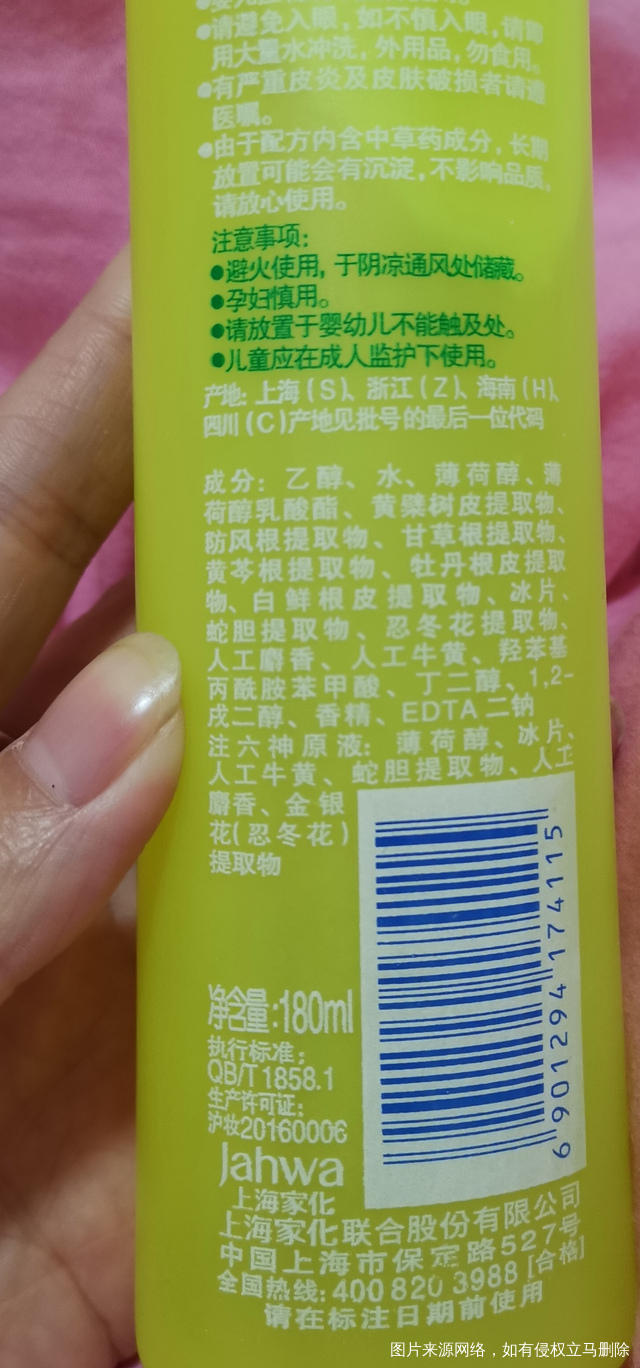 ●请避免入眼,如不慎入眼,请即
用大量水冲洗,外用品,勿食用。
●有严重皮炎及皮肤破损者请遵
医嘱。
●由于配方内含中草药成分,长期
放置可能会有沉淀,不影响品质,
请放心使用。
注意事项:
●避火使用,于阴凉通风处储藏。
●孕妇慎用。
●请放置于婴幼儿不能触及处。
●儿童应在成人监护下使用。
产地:上海(S)、浙江(Z)、海南(H)、
四川(C)产地见批号的最后一位代码
成分:乙醇、水、薄荷醇、薄
荷醇乳酸酯、黄檗树皮提取物、
防风根提取物、甘草根提取物、
黄芩根提取物、牡丹根皮提取
物、白鲜根皮提取物、冰片、
蛇胆提取物、忍冬花提取物、
人工麝香、人工牛黄、羟苯基
丙酰胺苯甲酸、丁二醇、1,2-
戊二醇、香精、EDTA二钠
注六神原液:薄荷醇、冰片、
人工牛黄、蛇胆提取物、人工
麝香、金银
花(忍冬花)
提取物
6 901294 174115
净含量:180ml
执行标准:
QB/T 1858.1
生产许可证:
沪妆20160006
Jahwa
上海家化
上海家化联合股份有限公司
中国上海市保定路527号
全国热线:400 820 3988 [合格]
请在标注日期前使用
图片来源网络,如有侵权立马删除